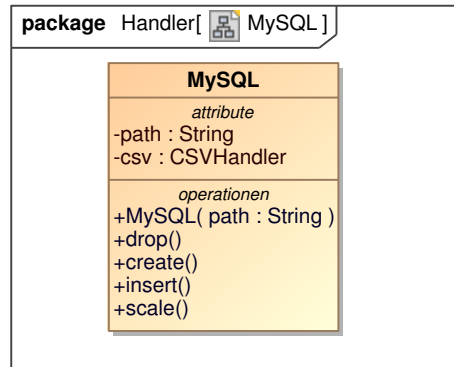 package Handler[ MySQL ]
MySQL
attribute
-path : String
-csv : CSVHandler
operationen
+MySQL( path : String )
+drop()
+create()
+insert()
+scale()